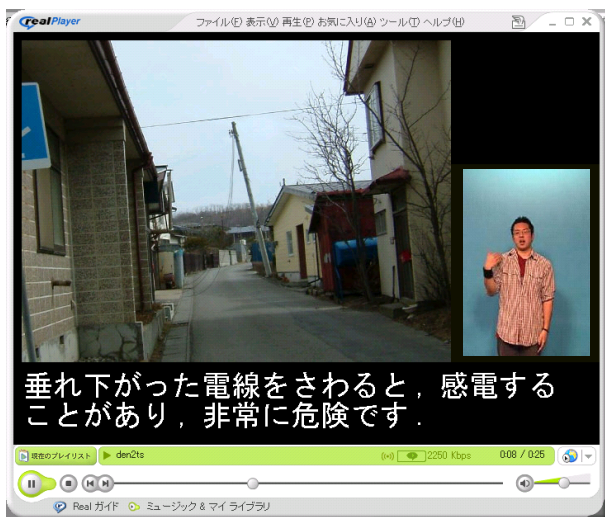 realPlayer
ファイル(F) 表示(V) 再生(P) お気に入り(A) ツール(T) ヘルプ(H)
垂れ下がった電線をさわると，感電する
ことがあり，非常に危険です．
現在のプレイリスト den2ts 2250 Kbps 0:08 / 0:25
Real ガイド ミュージック & マイ ライブラリ